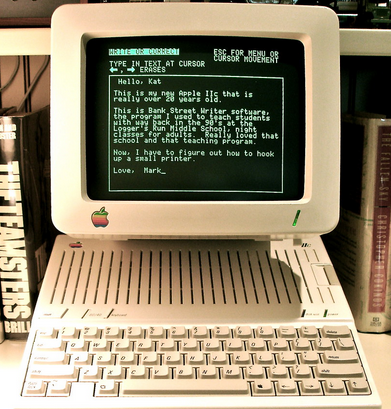 WRITE OR CORRECT
ESC FOR MENU OR
CURSOR MOVEMENT
TYPE IN TEXT AT CURSOR
←, → ERASES
Hello, Kat
This is my new Apple IIc that is
really over 20 years old.
This is Bank Street Writer software,
the program I used to teach students
with way back in the 90's at the
Logger's Run Middle School, night
classes for adults. Really loved that
school and that teaching program.
Now, I have to figure out how to hook
up a small printer.
Love, Mark_
THE TEAMSTERS
BRILL